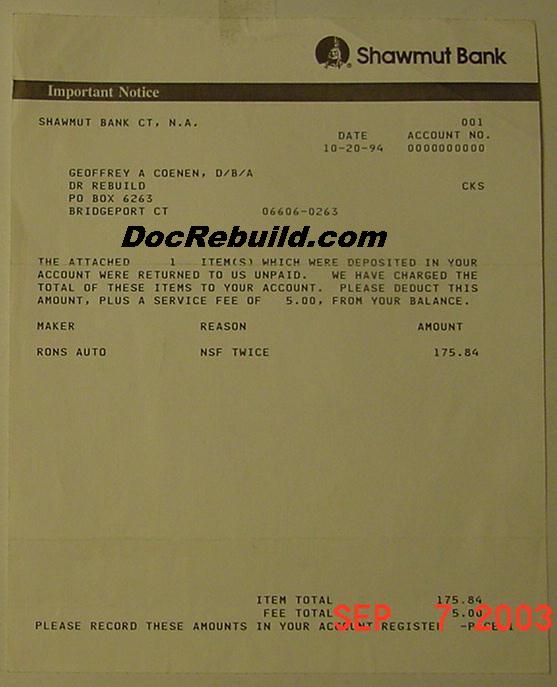 Shawmut Bank
Important Notice
SHAWMUT BANK CT, N.A. 001
DATE ACCOUNT NO.
10-20-94 0000000000
GEOFFREY A COENEN, D/B/A
DR REBUILD CKS
PO BOX 6263
BRIDGEPORT CT 06606-0263
DocRebuild.com
THE ATTACHED 1 ITEM(S) WHICH WERE DEPOSITED IN YOUR
ACCOUNT WERE RETURNED TO US UNPAID. WE HAVE CHARGED THE
TOTAL OF THESE ITEMS TO YOUR ACCOUNT. PLEASE DEDUCT THIS
AMOUNT, PLUS A SERVICE FEE OF 5.00, FROM YOUR BALANCE.
MAKER REASON AMOUNT
RONS AUTO NSF TWICE 175.84
ITEM TOTAL 175.84
FEE TOTAL 5.00
SEP 7 2003
PLEASE RECORD THESE AMOUNTS IN YOUR ACCOUNT REGISTER -PAGE 1